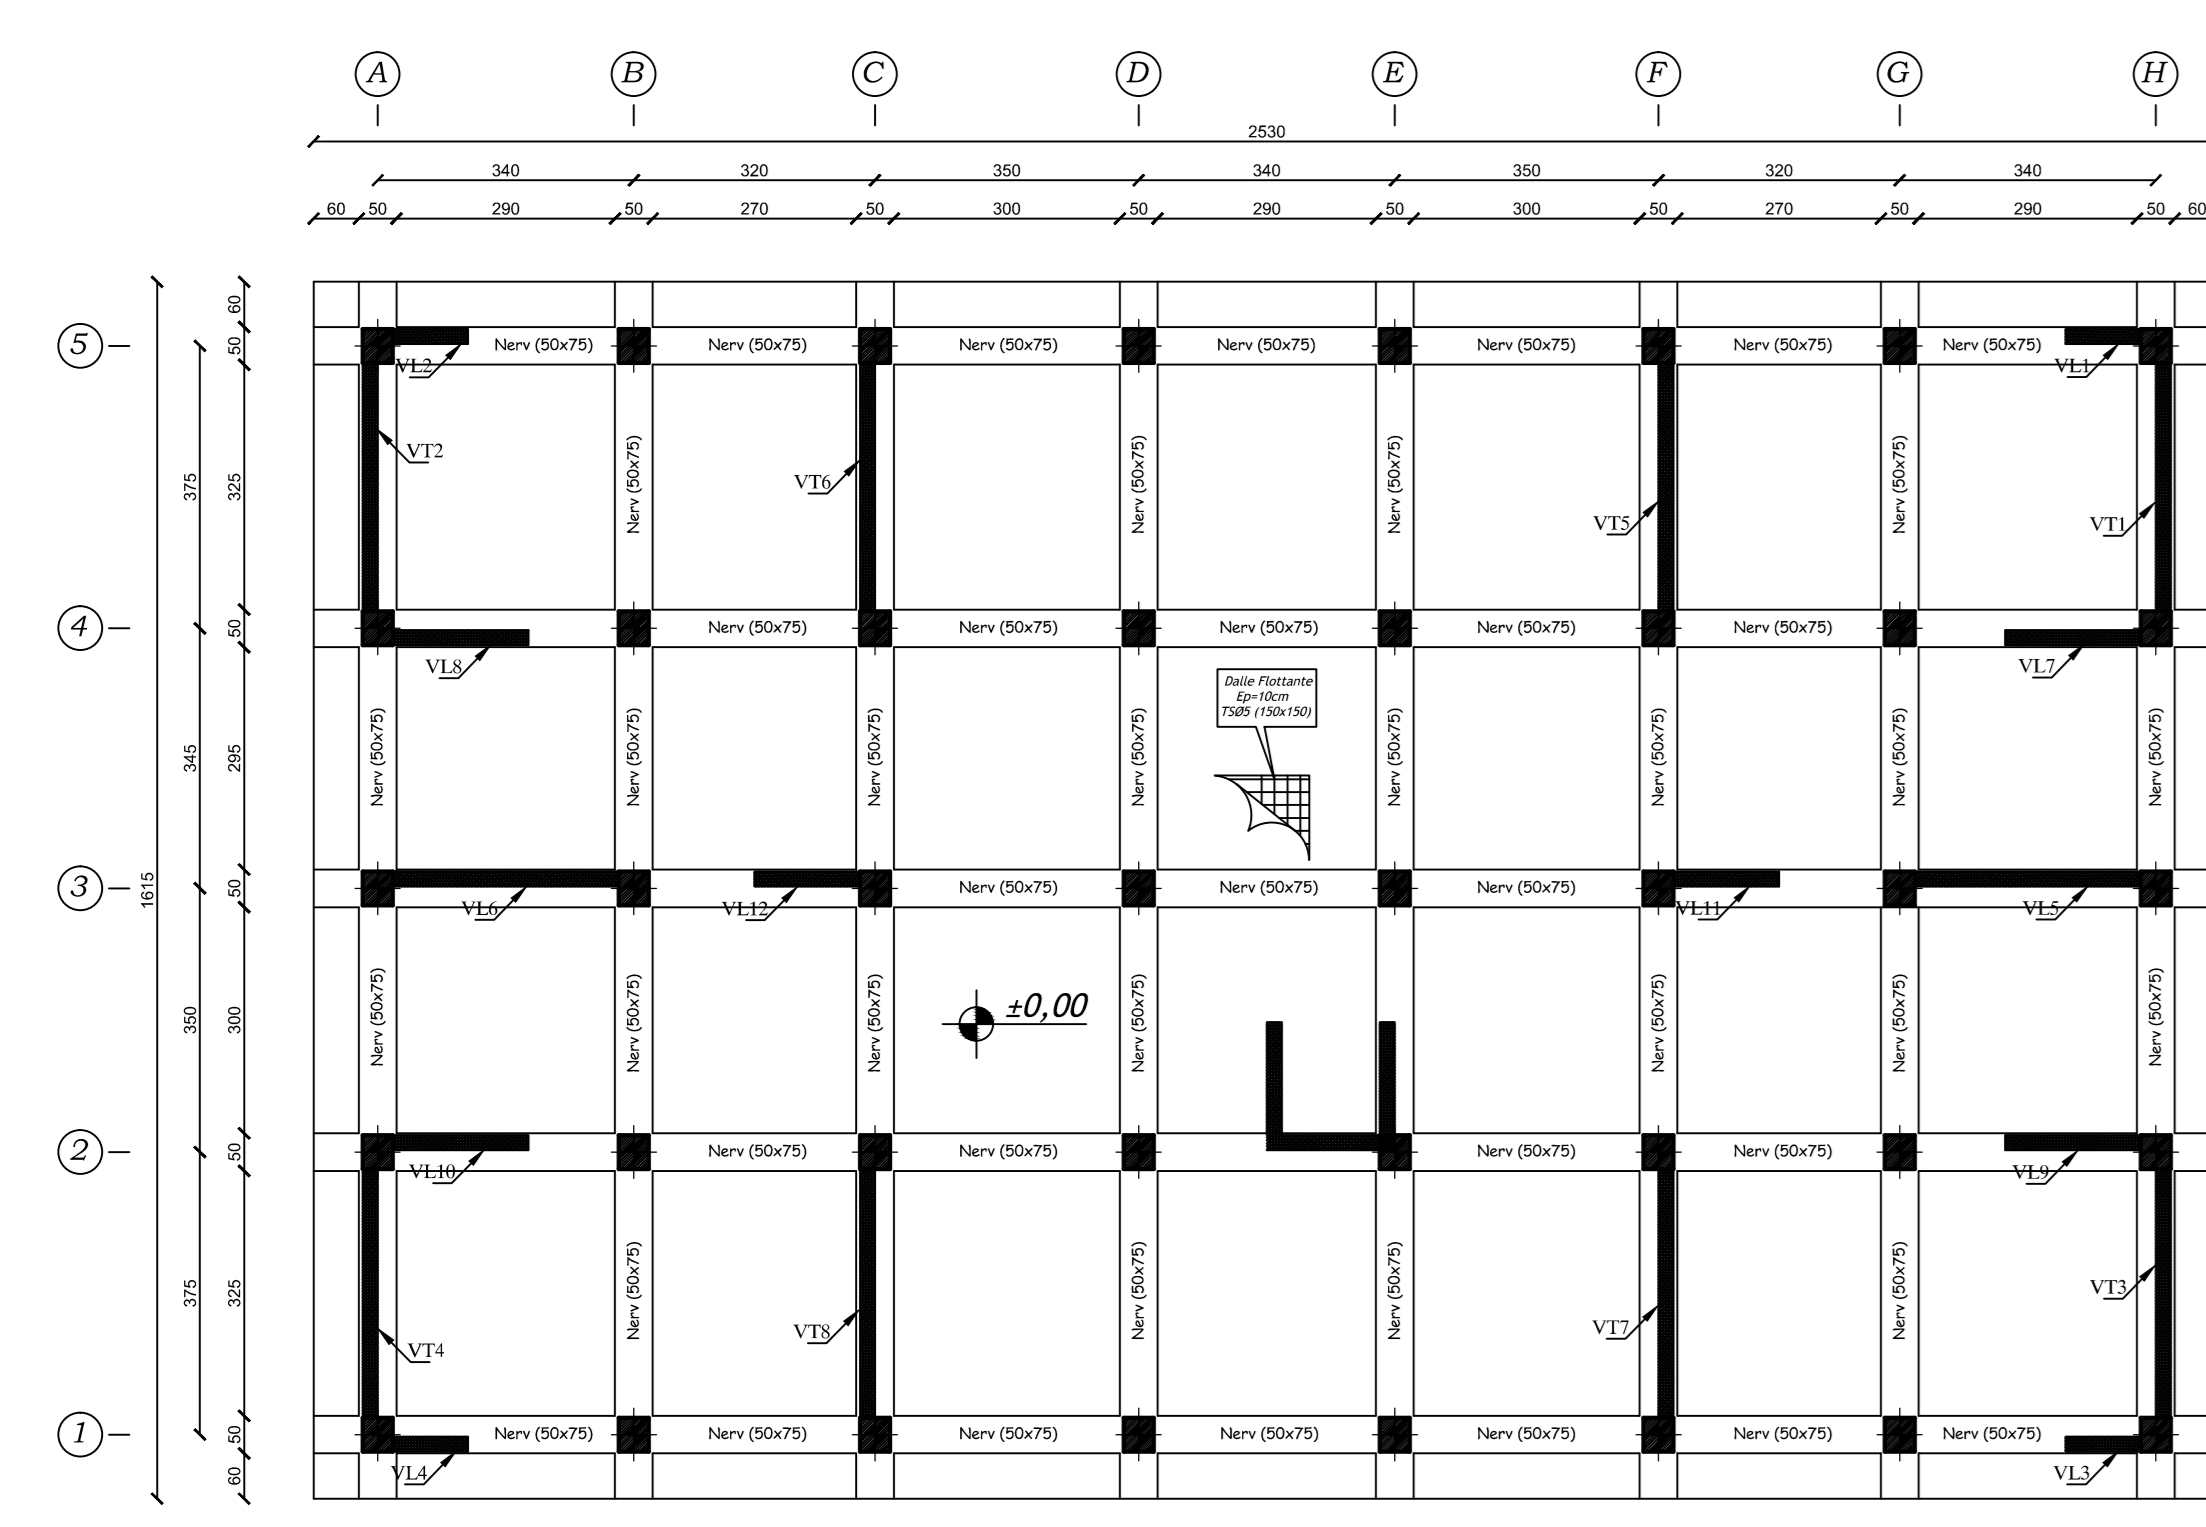 A B C D E F G H
2530
340 320 350 340 350 320 340
60 50 290 50 270 50 300 50 290 50 300 50 270 50 290 50 60
60
5 50 Nerv (50x75) Nerv (50x75) Nerv (50x75) Nerv (50x75) Nerv (50x75) Nerv (50x75) Nerv (50x75)
VL2 VL1
VT2
375 325 Nerv (50x75) VT6 Nerv (50x75) Nerv (50x75) Nerv (50x75)
VT5 VT1
4 50 Nerv (50x75) Nerv (50x75) Nerv (50x75) Nerv (50x75) Nerv (50x75)
VL8 VL7
Dalle Flottante
Ep=10cm
TSØ5 (150x150)
345 295 Nerv (50x75) Nerv (50x75) Nerv (50x75) Nerv (50x75) Nerv (50x75) Nerv (50x75) Nerv (50x75) Nerv (50x75)
3 1615 50 Nerv (50x75) Nerv (50x75) Nerv (50x75)
VL6 VL12 VL11 VL5
±0,00
350 300 Nerv (50x75) Nerv (50x75) Nerv (50x75) Nerv (50x75) Nerv (50x75) Nerv (50x75) Nerv (50x75)
2 50 Nerv (50x75) Nerv (50x75) Nerv (50x75) Nerv (50x75) Nerv (50x75)
VL10 VL9
375 325 Nerv (50x75) Nerv (50x75) Nerv (50x75) Nerv (50x75) VT3
VT4 VT8 VT7
1 50 Nerv (50x75) Nerv (50x75) Nerv (50x75) Nerv (50x75) Nerv (50x75) Nerv (50x75) Nerv (50x75)
60 VL4 VL3